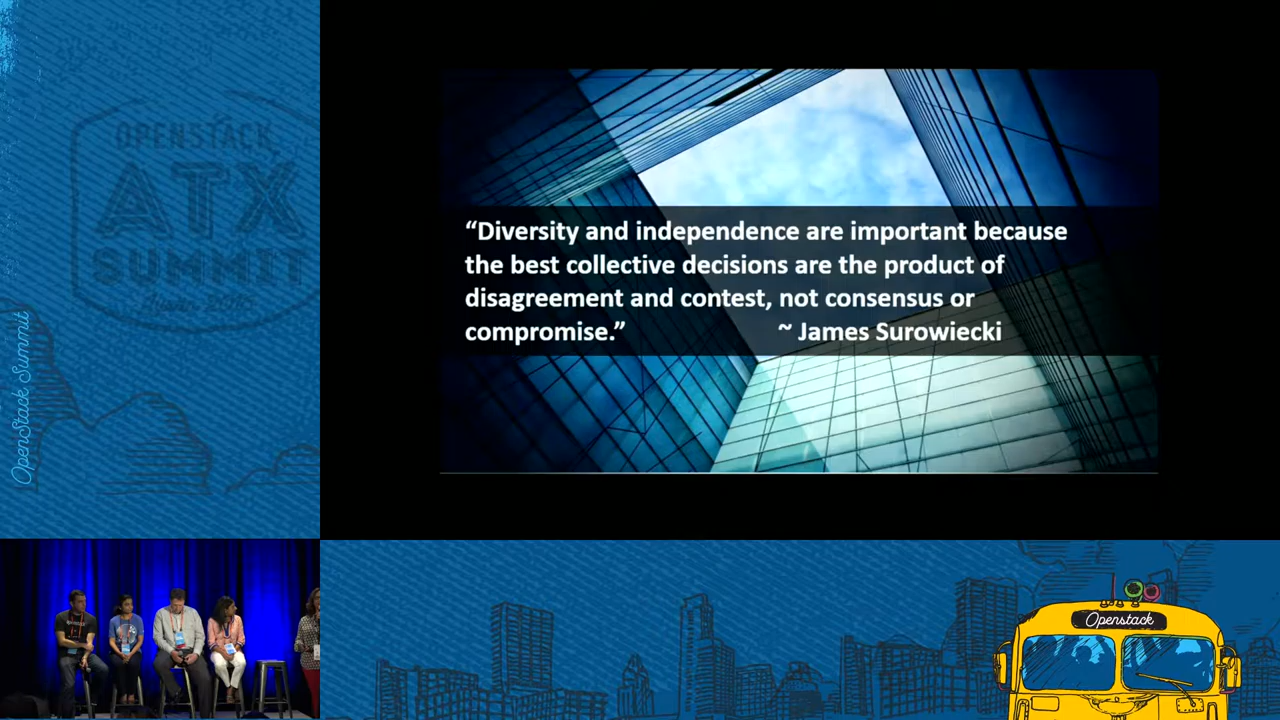 OPENSTACK
ATX
SUMMIT
OpenStack Summit
“Diversity and independence are important because
the best collective decisions are the product of
disagreement and contest, not consensus or
compromise.” ~ James Surowiecki
Openstack